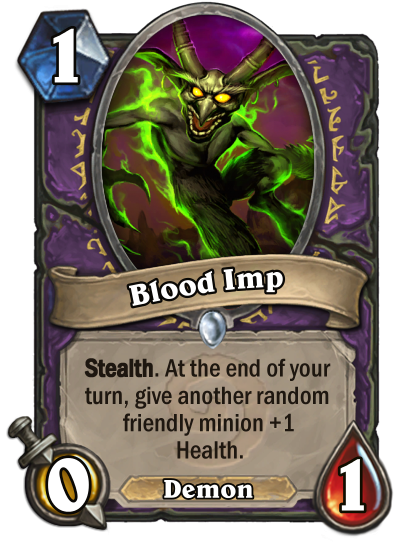 1
Blood Imp
Stealth. At the end of your
turn, give another random
friendly minion +1
Health.
0
Demon
1